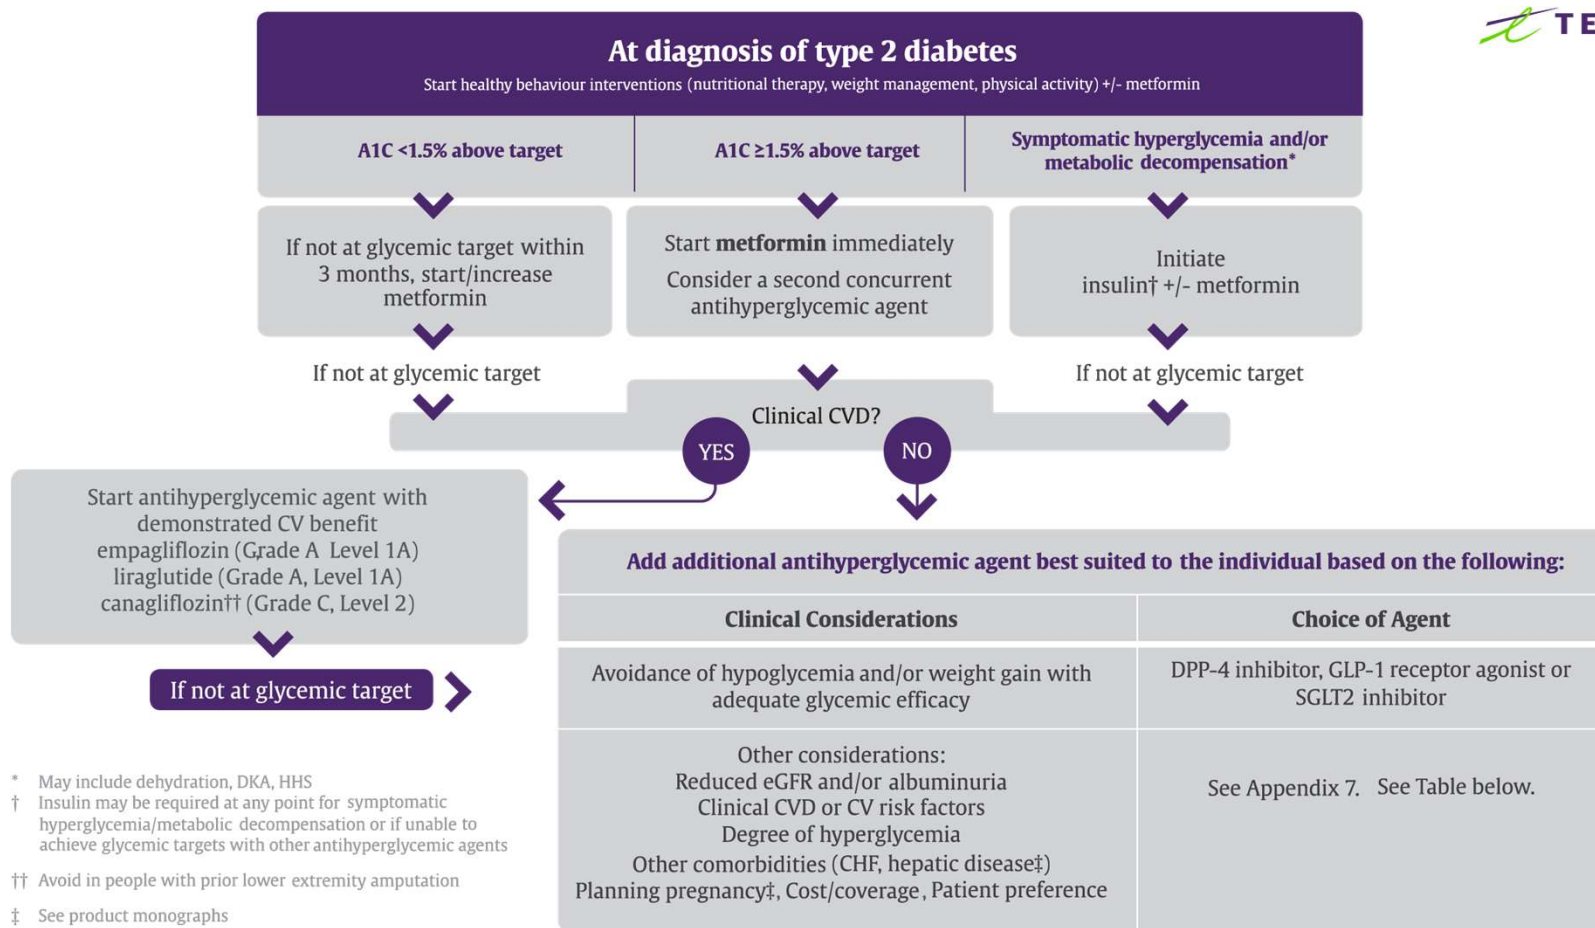 TE
At diagnosis of type 2 diabetes
Start healthy behaviour interventions (nutritional therapy, weight management, physical activity) +/- metformin
A1C <1.5% above target
A1C ≥1.5% above target
Symptomatic hyperglycemia and/or
metabolic decompensation*
If not at glycemic target within
3 months, start/increase
metformin
Start metformin immediately
Consider a second concurrent
antihyperglycemic agent
Initiate
insulin† +/- metformin
If not at glycemic target
If not at glycemic target
Clinical CVD?
YES
NO
Start antihyperglycemic agent with
demonstrated CV benefit
empagliflozin (Grade A, Level 1A)
liraglutide (Grade A, Level 1A)
canagliflozin†† (Grade C, Level 2)
If not at glycemic target
Add additional antihyperglycemic agent best suited to the individual based on the following:
Clinical Considerations
Choice of Agent
Avoidance of hypoglycemia and/or weight gain with
adequate glycemic efficacy
DPP-4 inhibitor, GLP-1 receptor agonist or
SGLT2 inhibitor
Other considerations:
Reduced eGFR and/or albuminuria
Clinical CVD or CV risk factors
Degree of hyperglycemia
Other comorbidities (CHF, hepatic disease‡)
Planning pregnancy‡, Cost/coverage, Patient preference
See Appendix 7. See Table below.
* May include dehydration, DKA, HHS
† Insulin may be required at any point for symptomatic
hyperglycemia/metabolic decompensation or if unable to
achieve glycemic targets with other antihyperglycemic agents
†† Avoid in people with prior lower extremity amputation
‡ See product monographs